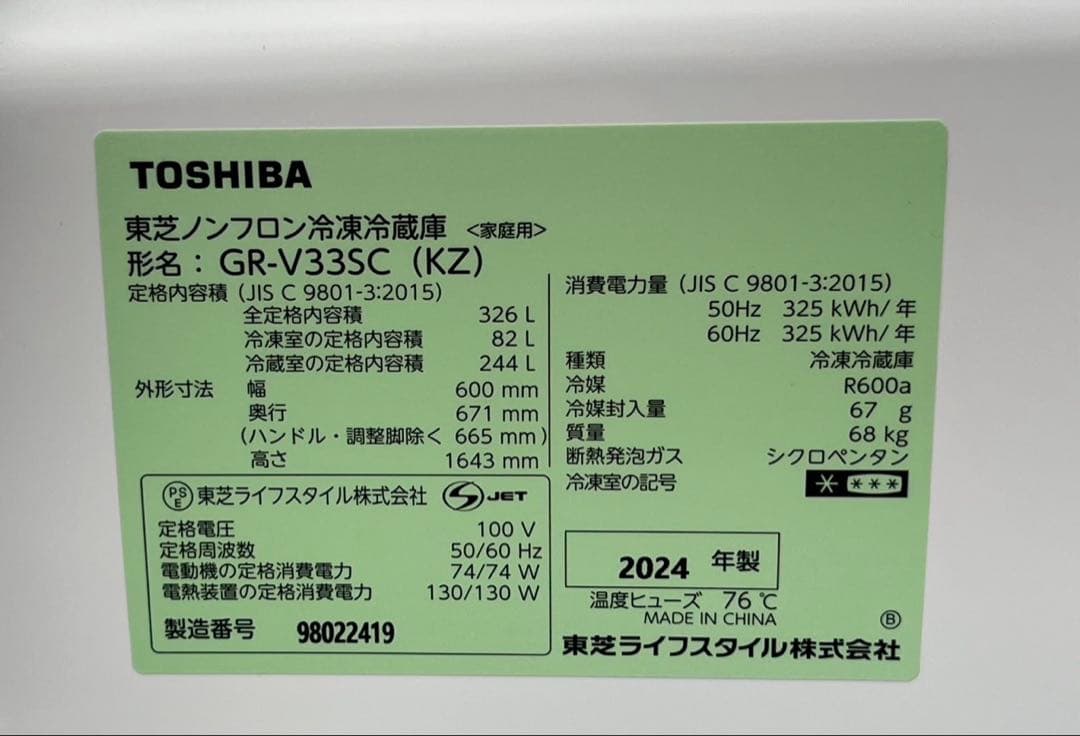 TOSHIBA
東芝ノンフロン冷凍冷蔵庫 <家庭用>
形名： GR-V33SC (KZ)
定格内容積 (JIS C 9801-3:2015)
全定格内容積 326 L
冷凍室の定格内容積 82 L
冷蔵室の定格内容積 244 L
外形寸法 幅 600 mm
奥行 671 mm
(ハンドル・調整脚除く 665 mm)
高さ 1643 mm
PSE 東芝ライフスタイル株式会社 S JET
定格電圧 100 V
定格周波数 50/60 Hz
電動機の定格消費電力 74/74 W
電熱装置の定格消費電力 130/130 W
製造番号 98022419
消費電力量 (JIS C 9801-3:2015)
50Hz 325 kWh/年
60Hz 325 kWh/年
種類 冷凍冷蔵庫
冷媒 R600a
冷媒封入量 67 g
質量 68 kg
断熱発泡ガス シクロペンタン
冷凍室の記号 * ***
2024 年製
温度ヒューズ 76 ℃
MADE IN CHINA
Ⓑ
東芝ライフスタイル株式会社